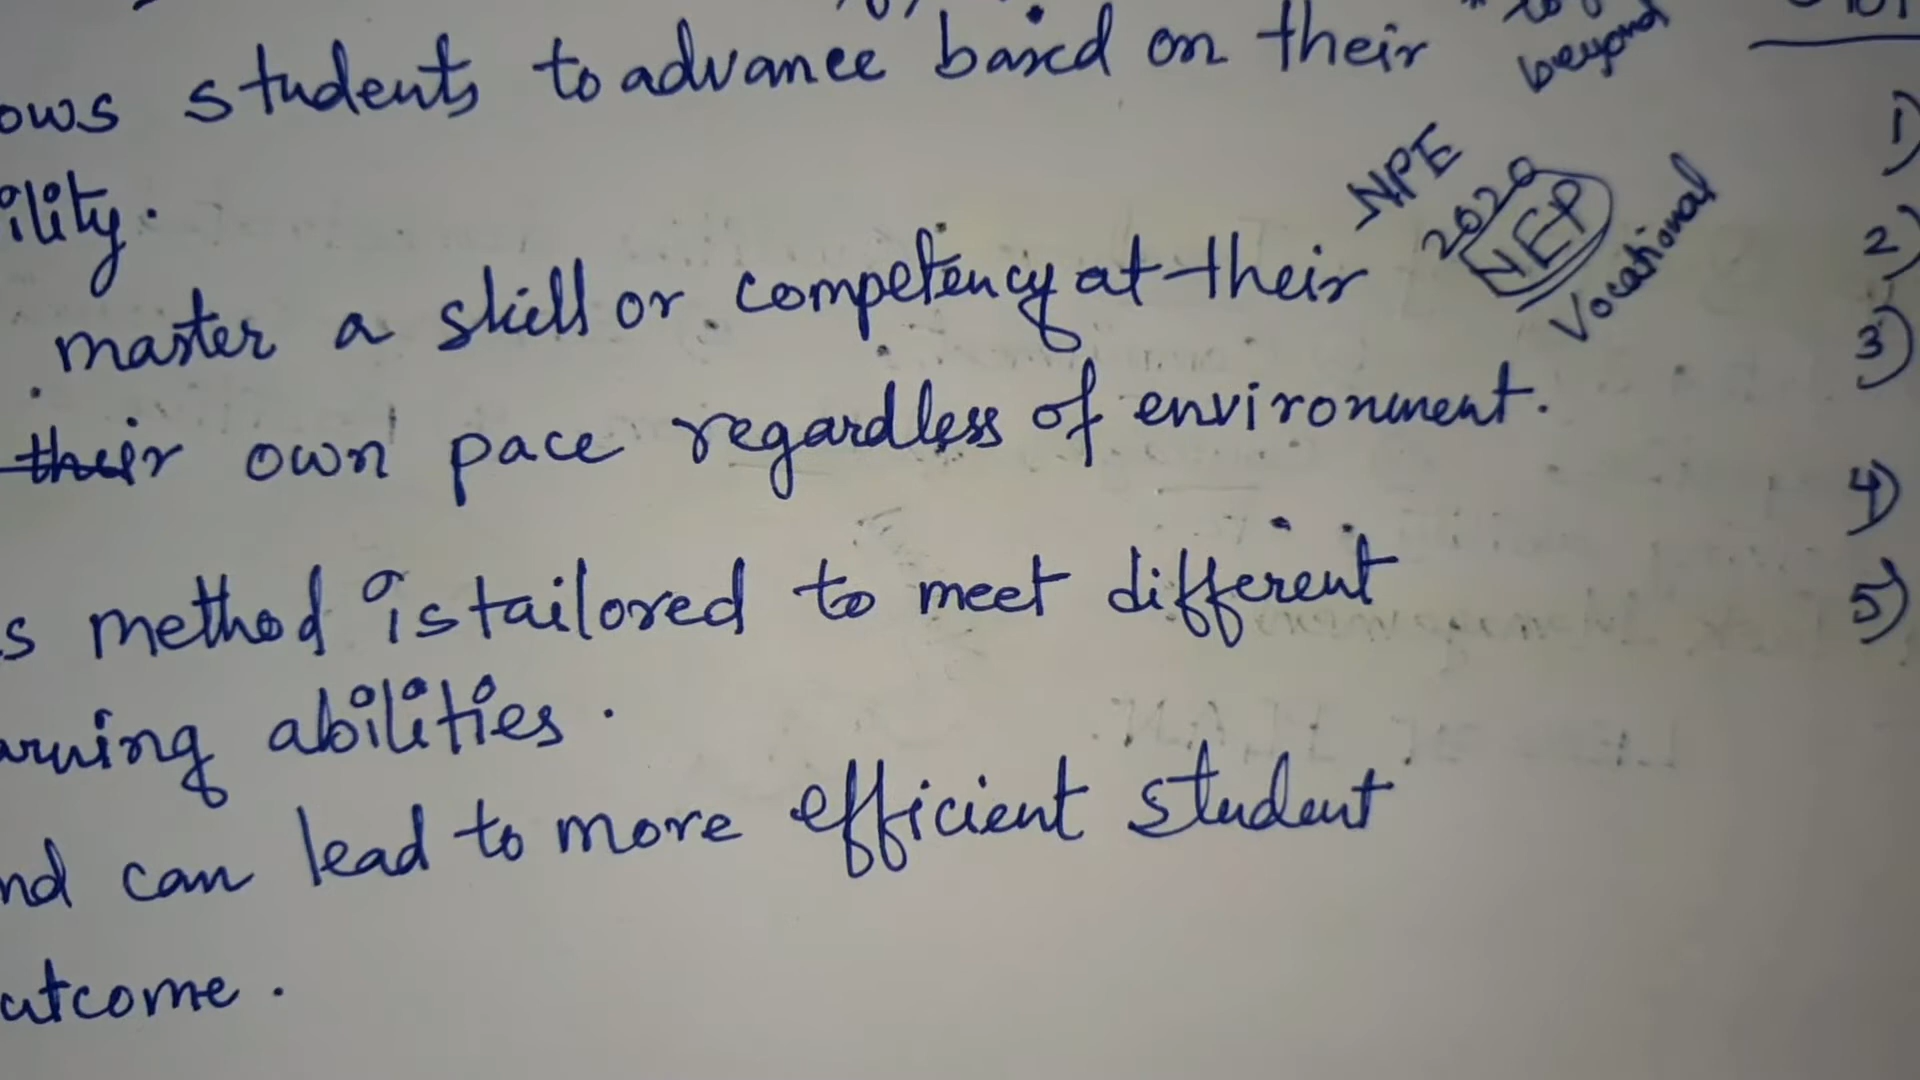 ows students to advance based on their
ility.
master a skill or competency at their
their own pace regardless of environment.
s method is tailored to meet different
arning abilities.
nd can lead to more efficient student
utcome.
beyond
NPE
2020
NEP
Vocational
1)
2)
3)
4)
5)